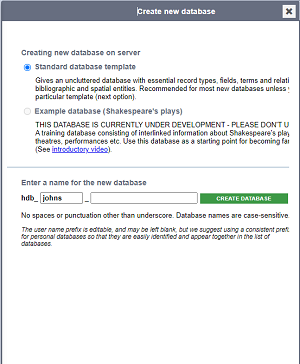 Create new database
Creating new database on server
Standard database template
Gives an uncluttered database with essential record types, fields, terms and relati
bibliographic and spatial entities. Recommended for most new databases unless
particular template (next option).
Example database (Shakespeare's plays)
THIS DATABASE IS CURRENTLY UNDER DEVELOPMENT - PLEASE DON'T U
A training database consisting of interlinked information about Shakespeare's play
theatres, performances etc. Use this database as a starting point for becoming fa
(See introductory video).
Enter a name for the new database
hdb_ johns _ CREATE DATABASE
No spaces or punctuation other than underscore. Database names are case-sensitive.
The user name prefix is editable, and may be left blank, but we suggest using a consistent prefi
for personal databases so that they are easily identified and appear together in the list of
databases.